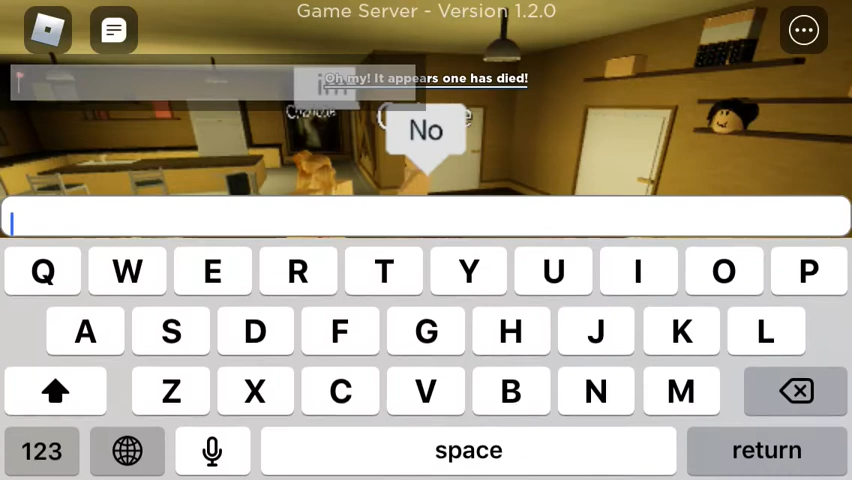 Game Server - Version 1.2.0
Oh my! It appears one has died!
No
Q W E R T Y U I O P
A S D F G H J K L
Z X C V B N M
123 space return